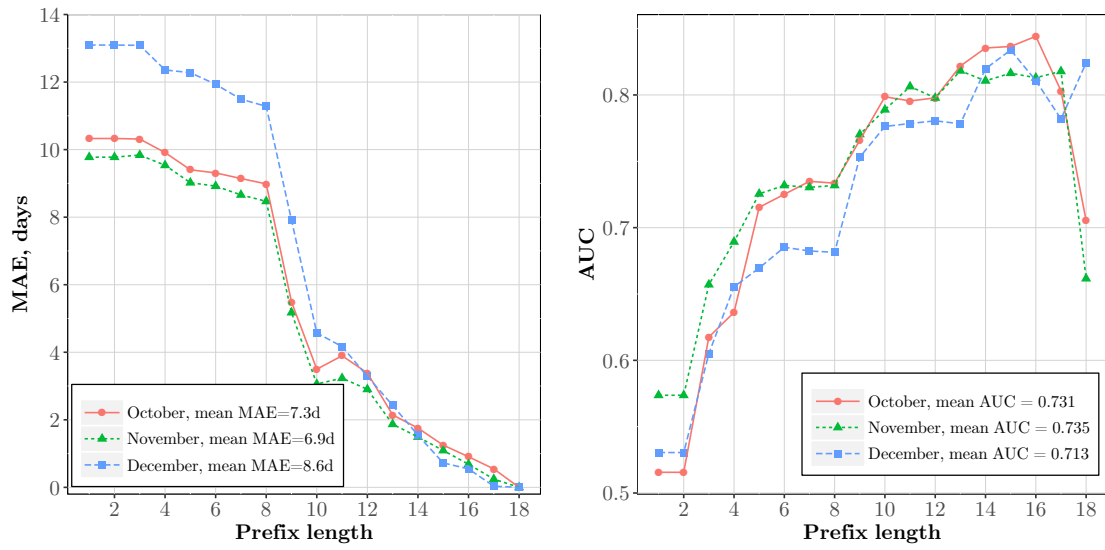 14
12
10
8
6
4
2
0
MAE, days
October, mean MAE=7.3d
November, mean MAE=6.9d
December, mean MAE=8.6d
2 4 6 8 10 12 14 16 18
Prefix length
0.8
0.7
0.6
0.5
AUC
October, mean AUC = 0.731
November, mean AUC = 0.735
December, mean AUC = 0.713
2 4 6 8 10 12 14 16 18
Prefix length